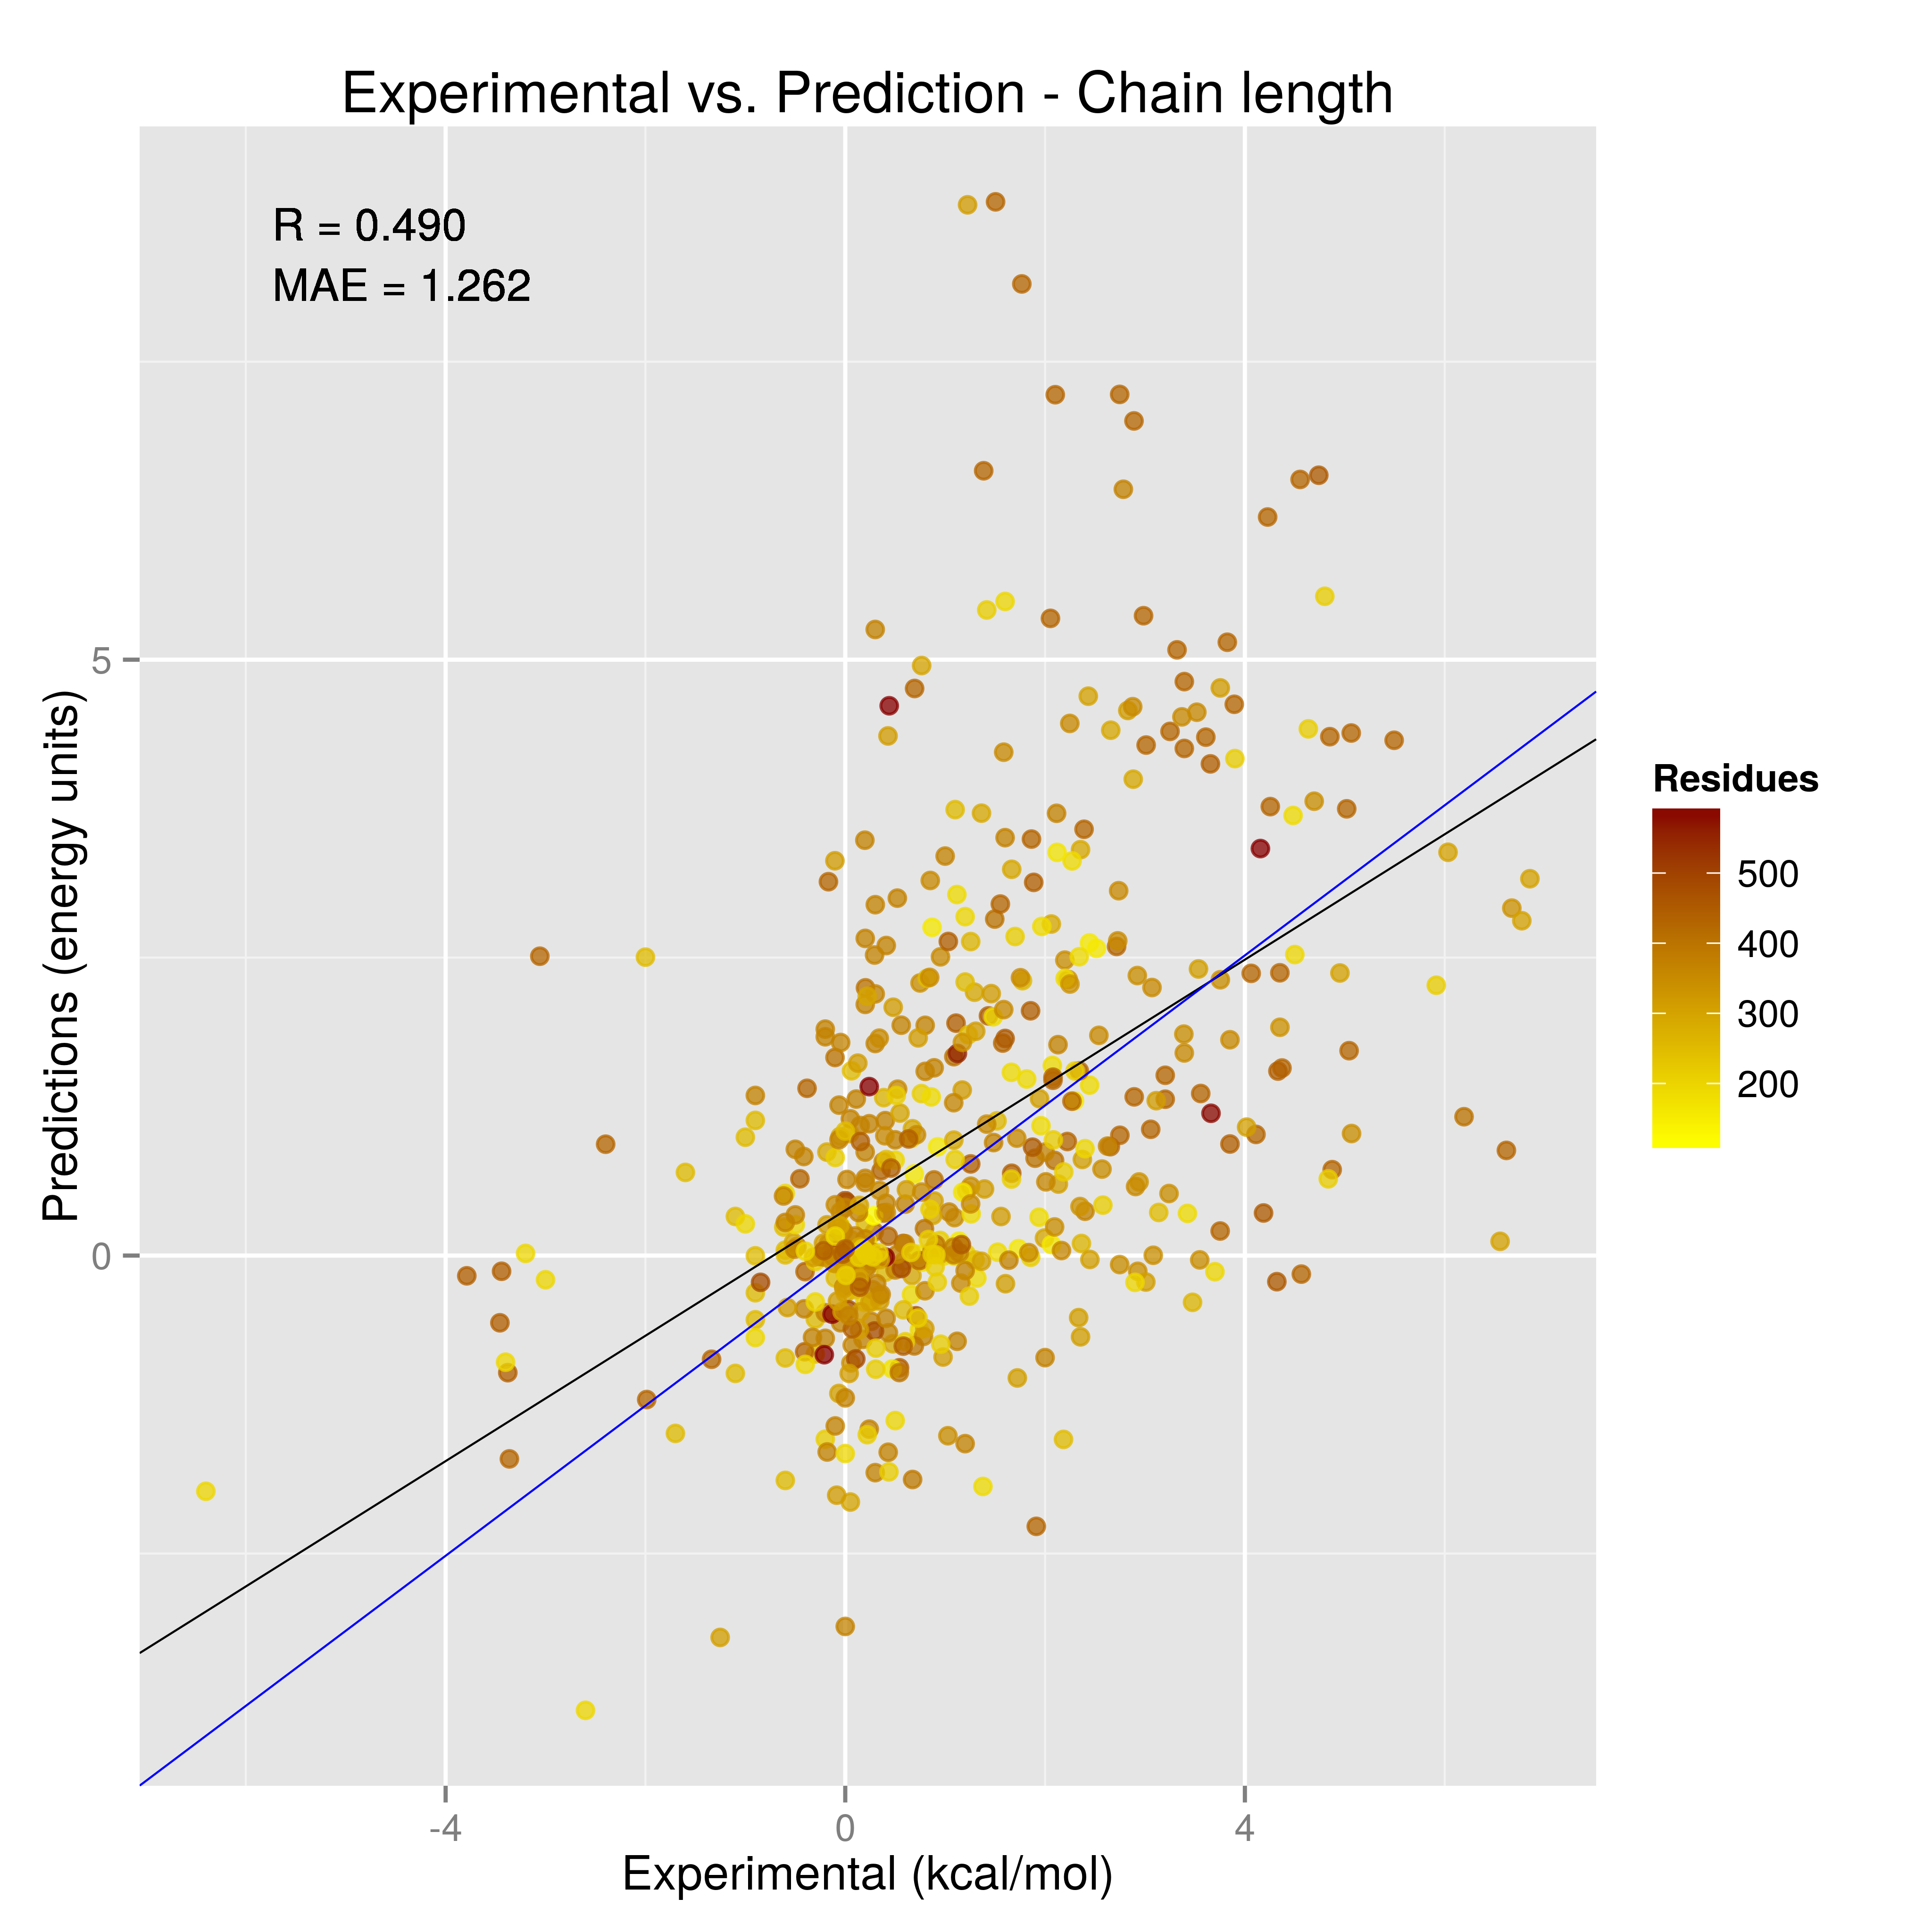 Experimental vs. Prediction - Chain length
R = 0.490
MAE = 1.262
Predictions (energy units)
5
0
-4
0
4
Experimental (kcal/mol)
Residues
500
400
300
200